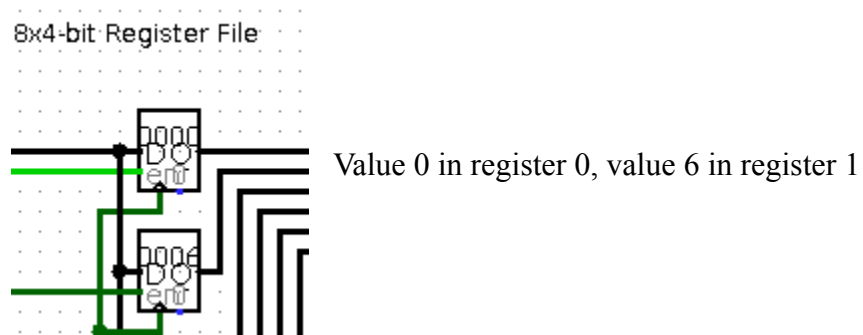 8x4-bit Register File
0000
D Q
en
Value 0 in register 0, value 6 in register 1
0006
D Q
en